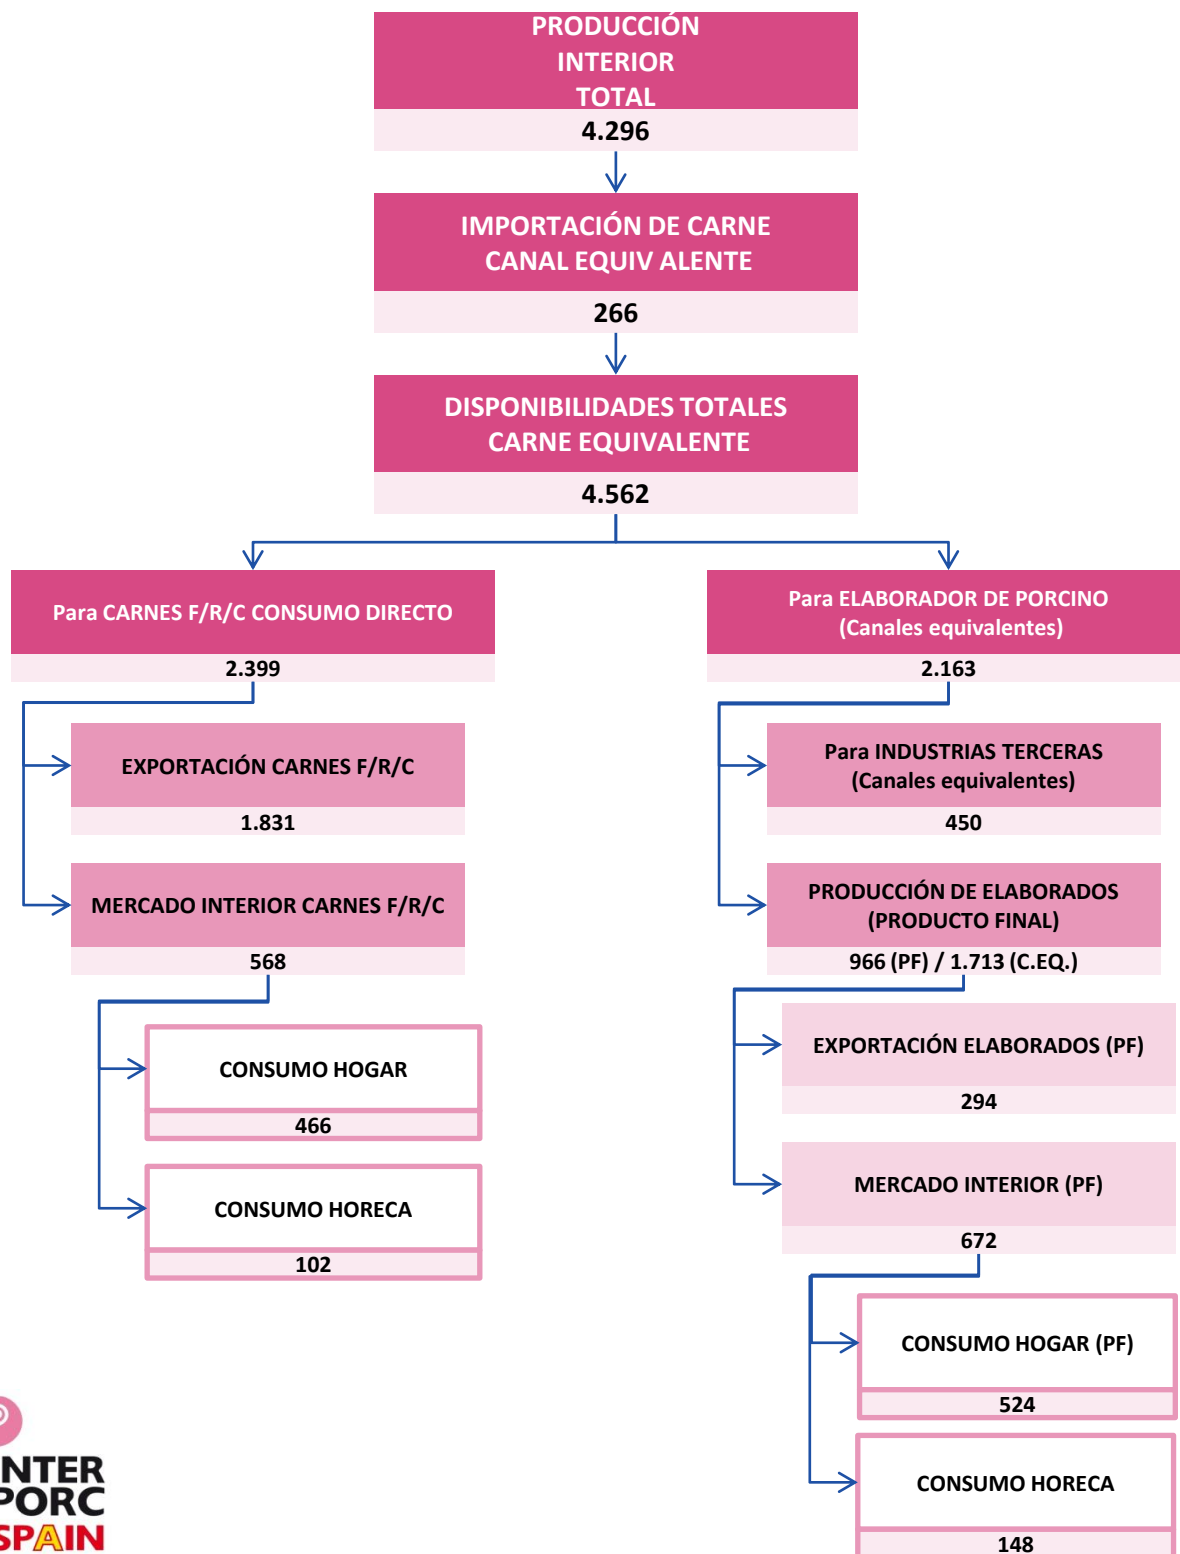 PRODUCCIÓN
INTERIOR
TOTAL
4.296
IMPORTACIÓN DE CARNE
CANAL EQUIV ALENTE
266
DISPONIBILIDADES TOTALES
CARNE EQUIVALENTE
4.562
Para CARNES F/R/C CONSUMO DIRECTO
2.399
EXPORTACIÓN CARNES F/R/C
1.831
MERCADO INTERIOR CARNES F/R/C
568
CONSUMO HOGAR
466
CONSUMO HORECA
102
Para ELABORADOR DE PORCINO
(Canales equivalentes)
2.163
Para INDUSTRIAS TERCERAS
(Canales equivalentes)
450
PRODUCCIÓN DE ELABORADOS
(PRODUCTO FINAL)
966 (PF) / 1.713 (C.EQ.)
EXPORTACIÓN ELABORADOS (PF)
294
MERCADO INTERIOR (PF)
672
CONSUMO HOGAR (PF)
524
CONSUMO HORECA
148
NTER
PORC
SPAIN